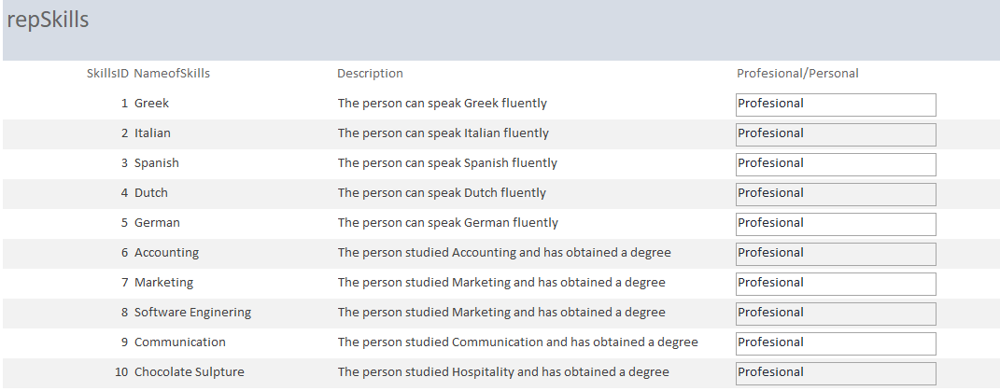 repSkills
SkillsID NameofSkills Description Profesional/Personal
1 Greek The person can speak Greek fluently Profesional
2 Italian The person can speak Italian fluently Profesional
3 Spanish The person can speak Spanish fluently Profesional
4 Dutch The person can speak Dutch fluently Profesional
5 German The person can speak German fluently Profesional
6 Accounting The person studied Accounting and has obtained a degree Profesional
7 Marketing The person studied Marketing and has obtained a degree Profesional
8 Software Enginering The person studied Marketing and has obtained a degree Profesional
9 Communication The person studied Communication and has obtained a degree Profesional
10 Chocolate Sulpture The person studied Hospitality and has obtained a degree Profesional